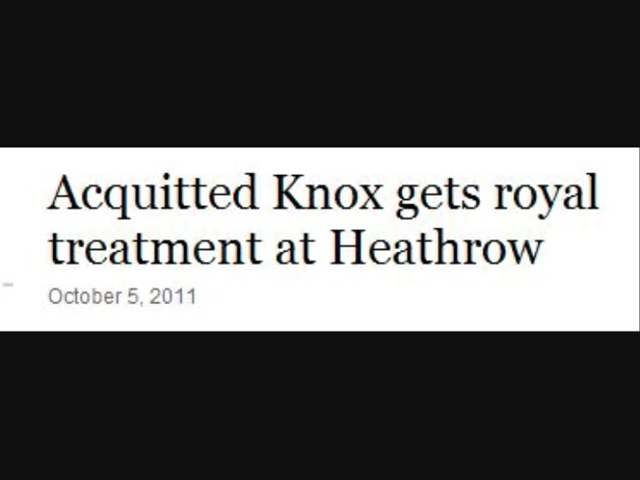 Acquitted Knox gets royal
treatment at Heathrow
October 5, 2011